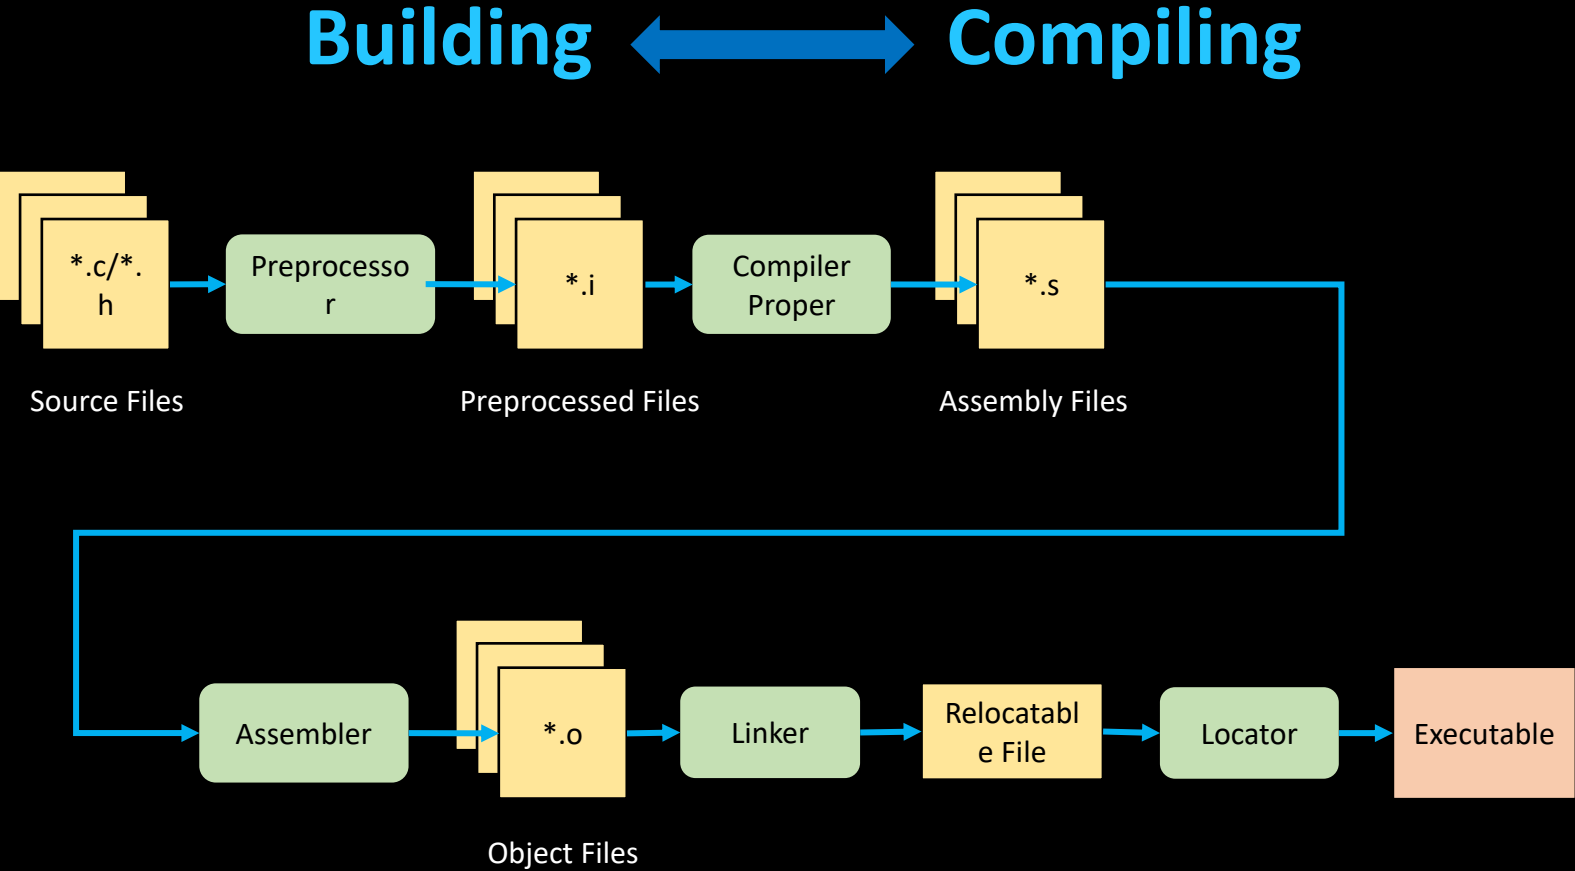 Building
Compiling
*.c/*.
h
Preprocesso
r
*.i
Compiler
Proper
*.s
Source Files
Preprocessed Files
Assembly Files
Assembler
*.o
Linker
Relocatabl
e File
Locator
Executable
Object Files